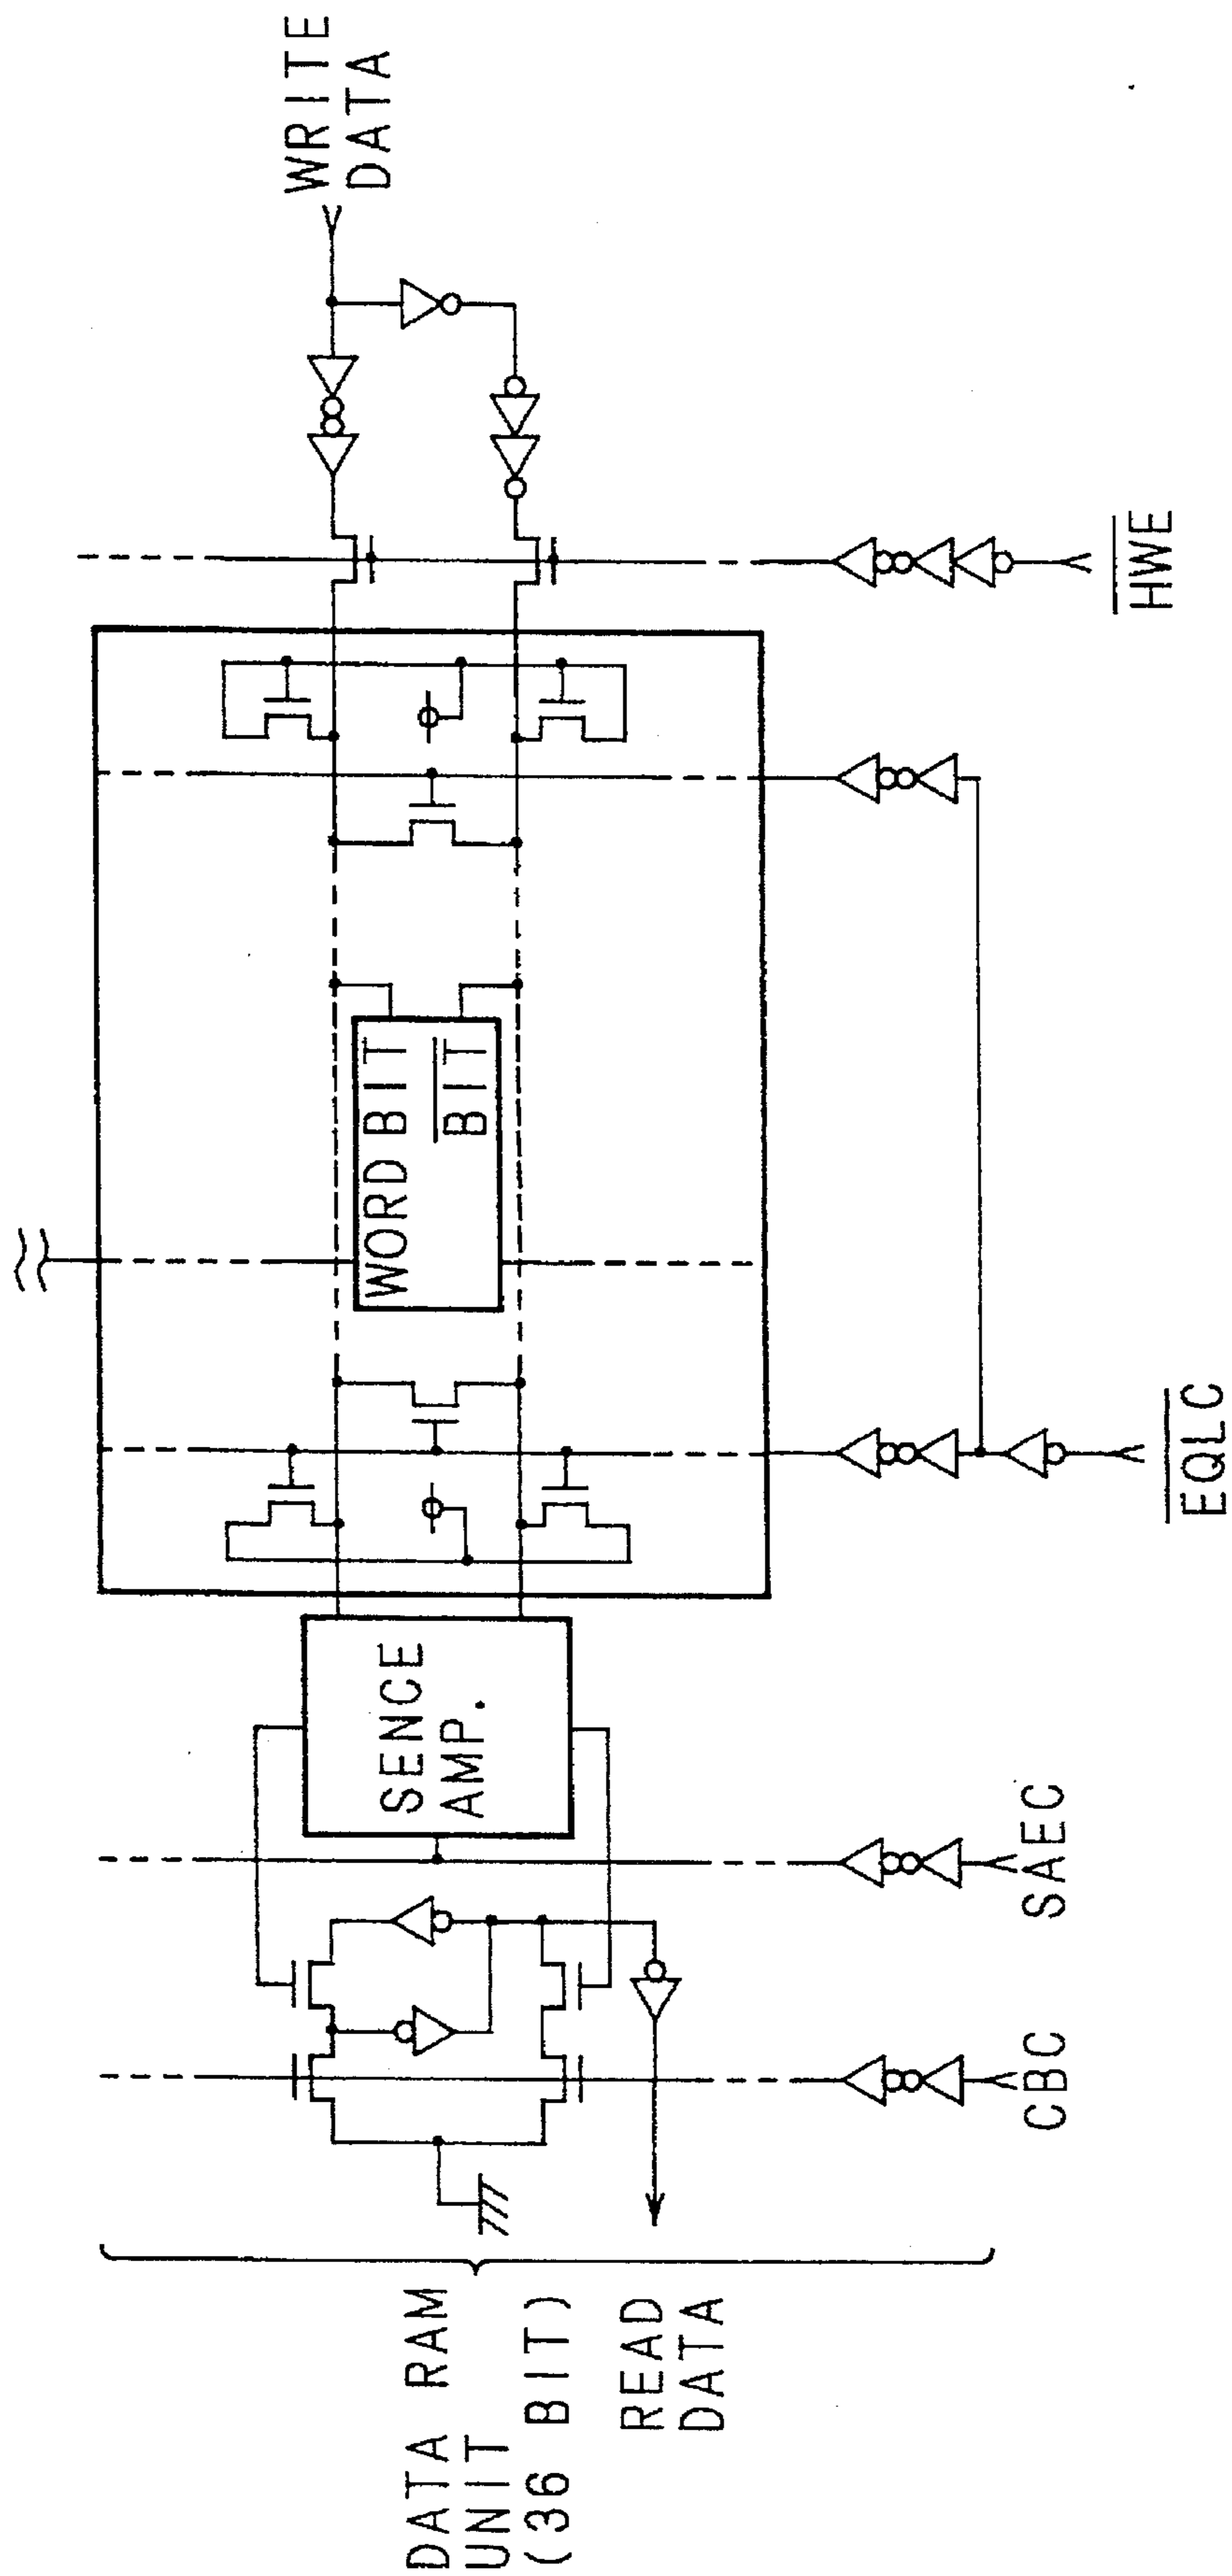 DATA RAM
UNIT
(36 BIT)
READ
DATA
CBC
SAEC
SENCE
AMP.
EQLC
WORD BIT
BIT
HWE
WRITE
DATA